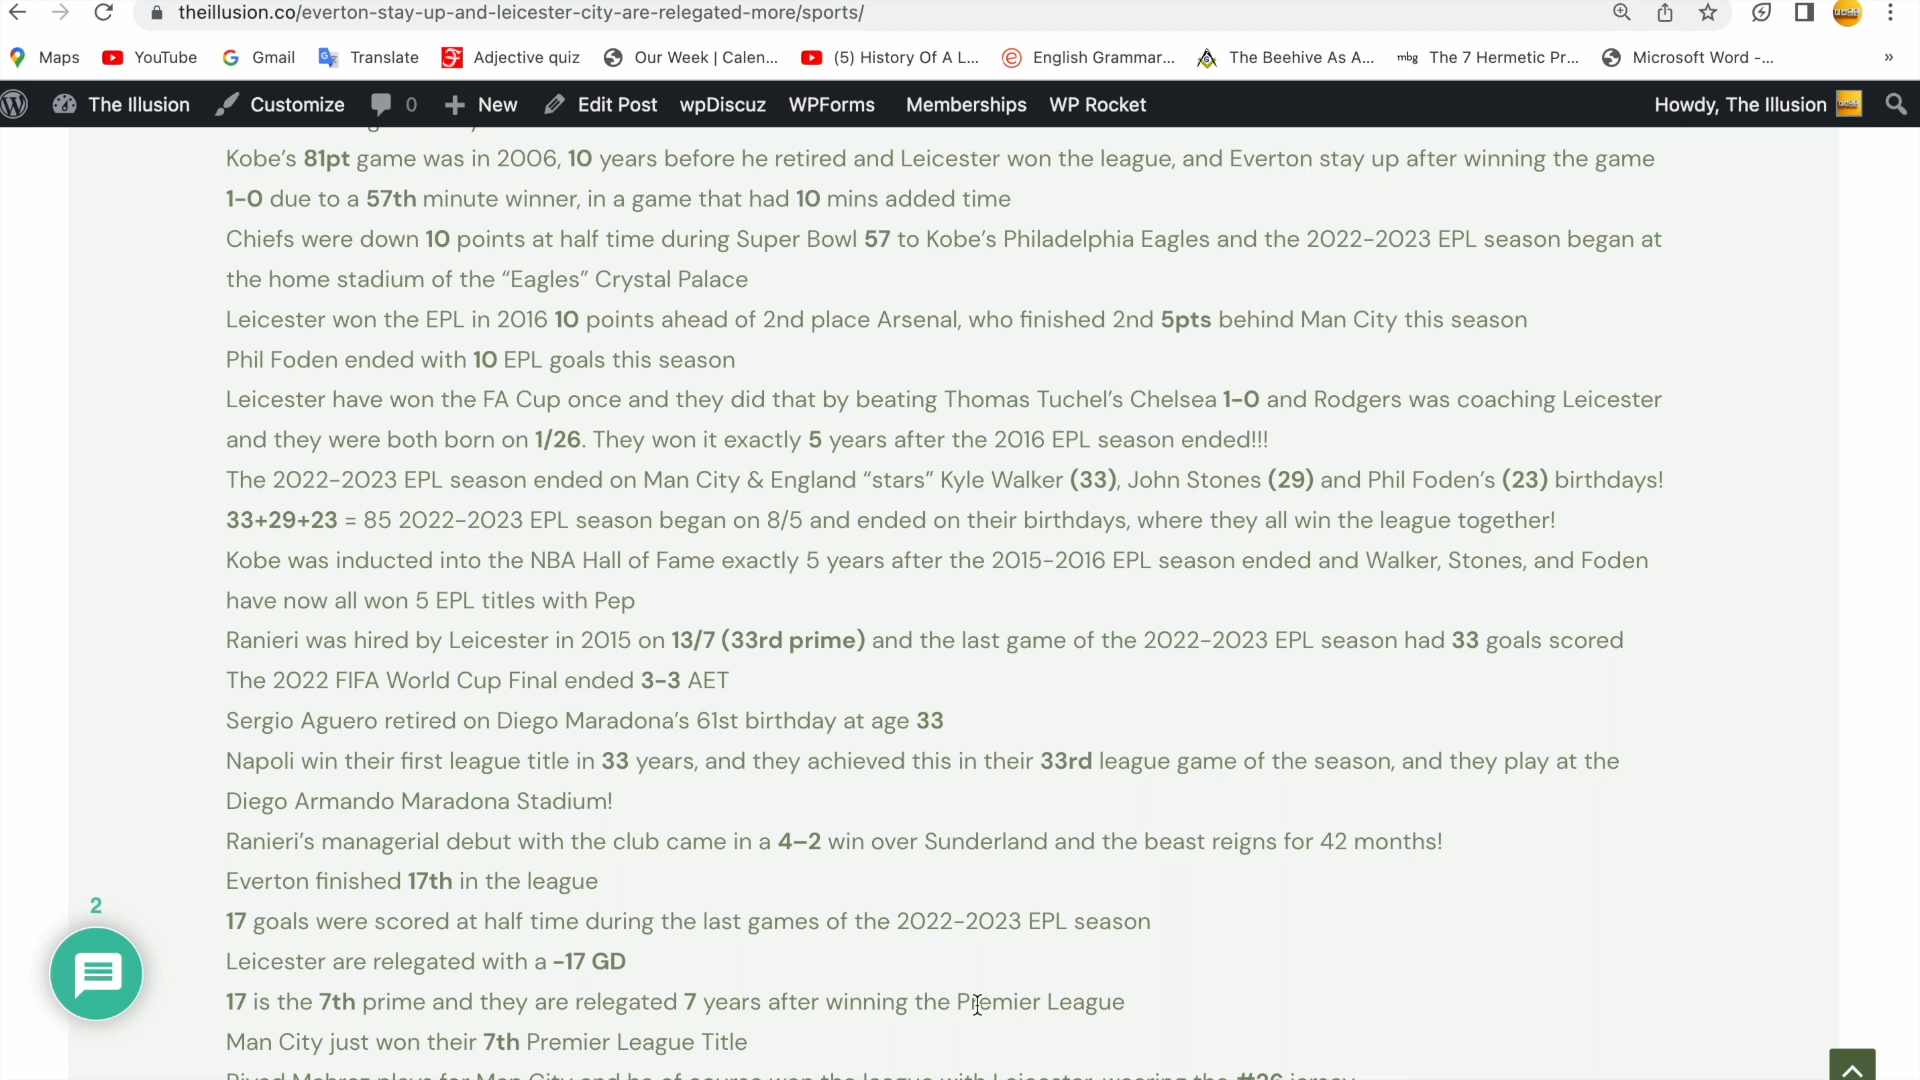 theillusion.co/everton-stay-up-and-leicester-city-are-relegated-more/sports/
Maps YouTube Gmail Translate Adjective quiz Our Week | Calen... (5) History Of A L... English Grammar... The Beehive As A... mbg The 7 Hermetic Pr... Microsoft Word -... »
The Illusion Customize 0 New Edit Post wpDiscuz WPForms Memberships WP Rocket Howdy, The Illusion
Kobe's 81pt game was in 2006, 10 years before he retired and Leicester won the league, and Everton stay up after winning the game
1-0 due to a 57th minute winner, in a game that had 10 mins added time
Chiefs were down 10 points at half time during Super Bowl 57 to Kobe's Philadelphia Eagles and the 2022-2023 EPL season began at
the home stadium of the “Eagles” Crystal Palace
Leicester won the EPL in 2016 10 points ahead of 2nd place Arsenal, who finished 2nd 5pts behind Man City this season
Phil Foden ended with 10 EPL goals this season
Leicester have won the FA Cup once and they did that by beating Thomas Tuchel's Chelsea 1-0 and Rodgers was coaching Leicester
and they were both born on 1/26. They won it exactly 5 years after the 2016 EPL season ended!!!
The 2022-2023 EPL season ended on Man City & England “stars” Kyle Walker (33), John Stones (29) and Phil Foden's (23) birthdays!
33+29+23 = 85 2022-2023 EPL season began on 8/5 and ended on their birthdays, where they all win the league together!
Kobe was inducted into the NBA Hall of Fame exactly 5 years after the 2015-2016 EPL season ended and Walker, Stones, and Foden
have now all won 5 EPL titles with Pep
Ranieri was hired by Leicester in 2015 on 13/7 (33rd prime) and the last game of the 2022-2023 EPL season had 33 goals scored
The 2022 FIFA World Cup Final ended 3-3 AET
Sergio Aguero retired on Diego Maradona's 61st birthday at age 33
Napoli win their first league title in 33 years, and they achieved this in their 33rd league game of the season, and they play at the
Diego Armando Maradona Stadium!
Ranieri's managerial debut with the club came in a 4–2 win over Sunderland and the beast reigns for 42 months!
Everton finished 17th in the league
2
17 goals were scored at half time during the last games of the 2022-2023 EPL season
Leicester are relegated with a -17 GD
17 is the 7th prime and they are relegated 7 years after winning the Premier League
Man City just won their 7th Premier League Title
Riyad Mahrez plays for Man City and he of course won the league with Leicester, wearing the #26 jersey